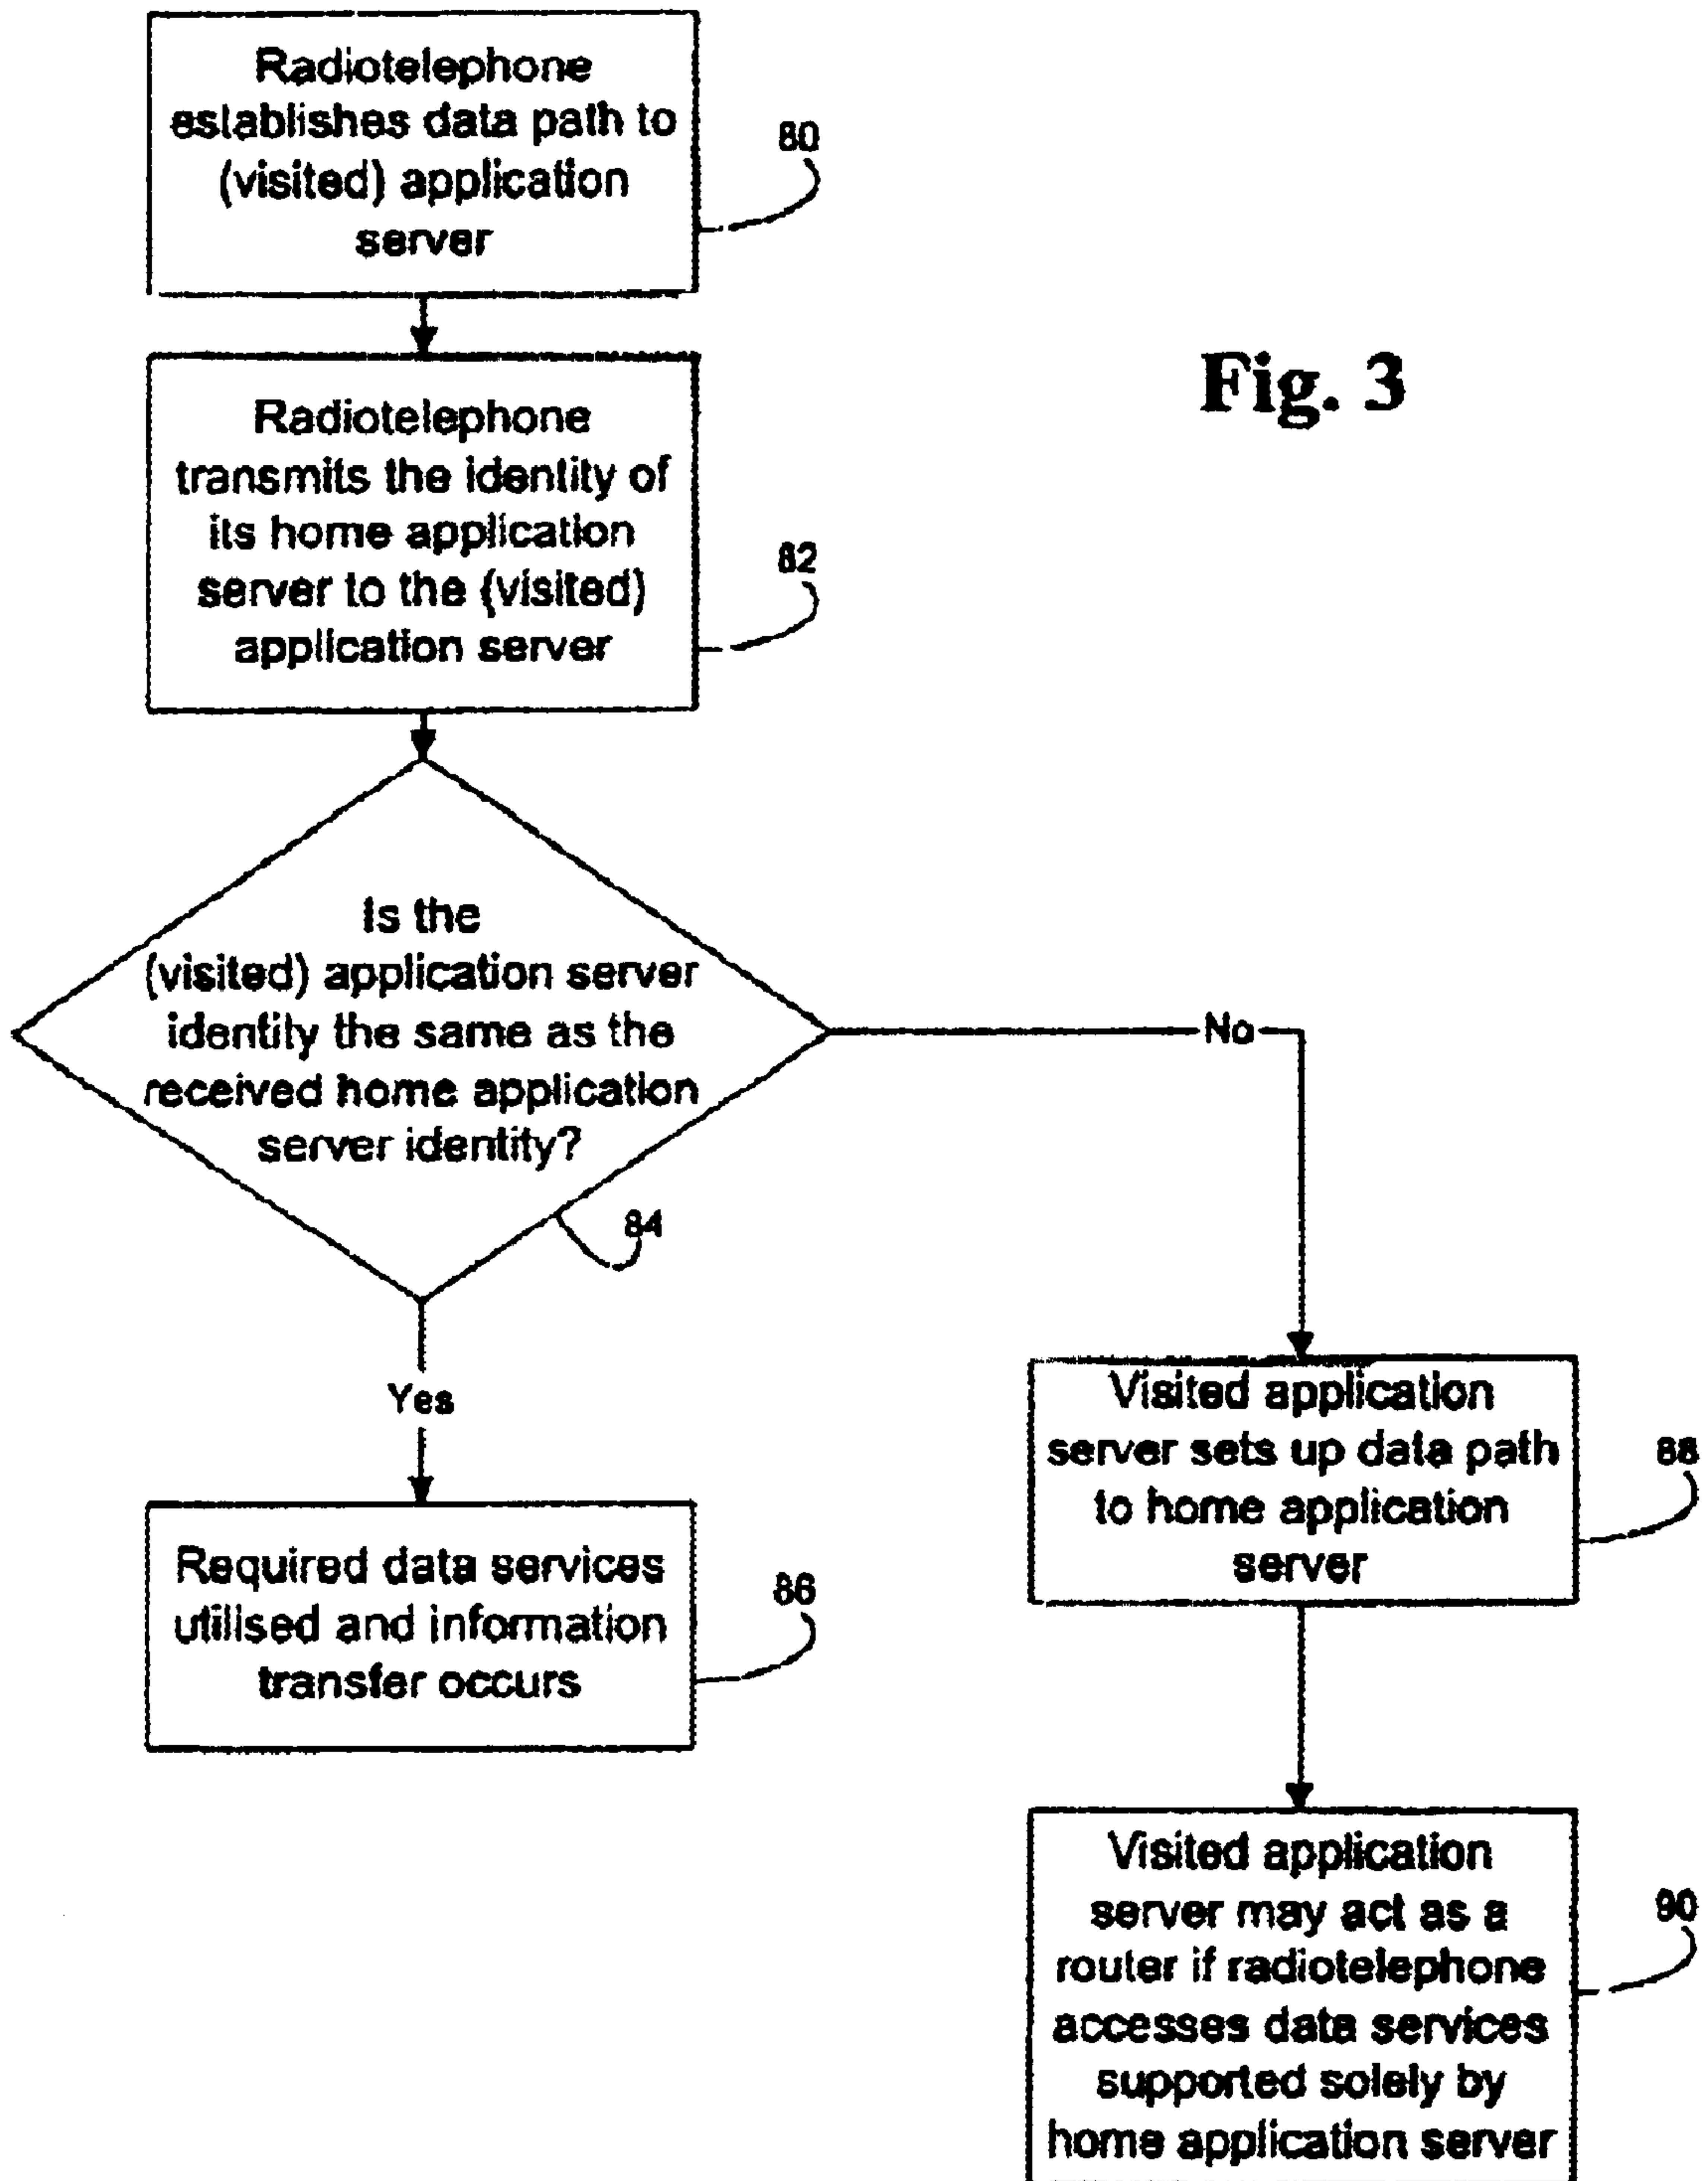 Radiotelephone
establishes data path to
(visited) application
server
80
Fig. 3
Radiotelephone
transmits the identity of
its home application
server to the (visited)
application server
82
Is the
(visited) application server
identity the same as the
received home application
server identity?
84
No
Yes
Visited application
server sets up data path
to home application
server
88
Required data services
utilised and information
transfer occurs
86
Visited application
server may act as a
router if radiotelephone
accesses data services
supported solely by
home application server
90